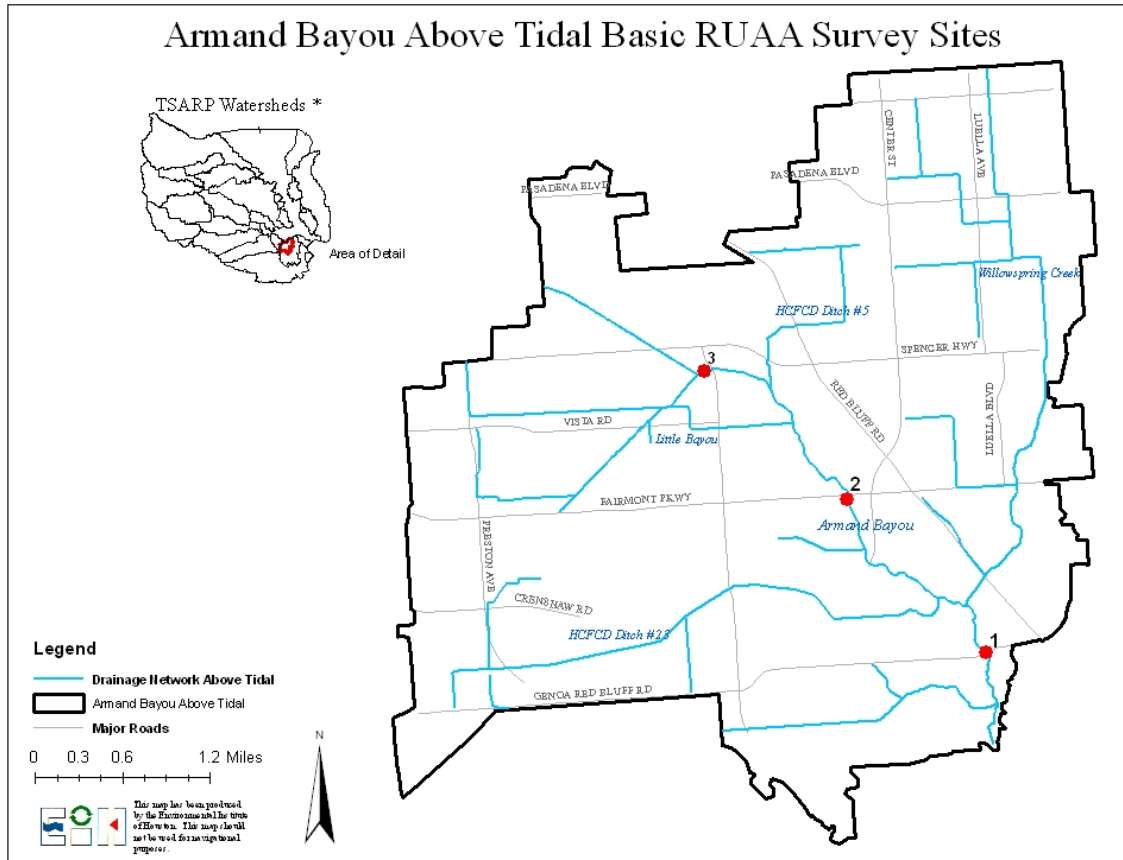 Armand Bayou Above Tidal Basic RUAA Survey Sites
TSARP Watersheds *
Area of Detail
PASADENA BLVD
PASADENA BLVD
CENTER ST
LUELLA AVE
Willowspring Creek
HCFCD Ditch #5
SPENCER HWY
3
RED BLUFF RD
LUELLA BLVD
VISTA RD
Little Bayou
2
FAIRMONT PKWY
Armand Bayou
PRESTON AVE
CRENSHAW RD
HCFCD Ditch #23
1
GENOA RED BLUFF RD
Legend
Drainage Network Above Tidal
Armand Bayou Above Tidal
Major Roads
0 0.3 0.6 1.2 Miles
N
This map has been produced
by the Environmental Institute
of Houston. This map should
not be used for navigational
purposes.